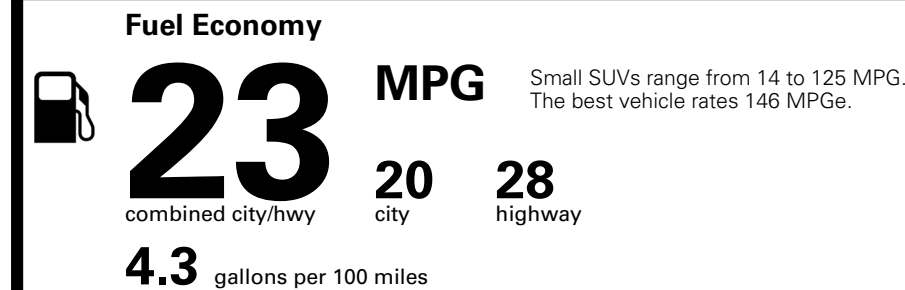 Fuel Economy
23 MPG
Small SUVs range from 14 to 125 MPG.
The best vehicle rates 146 MPGe.
combined city/hwy
20
city
28
highway
4.3 gallons per 100 miles